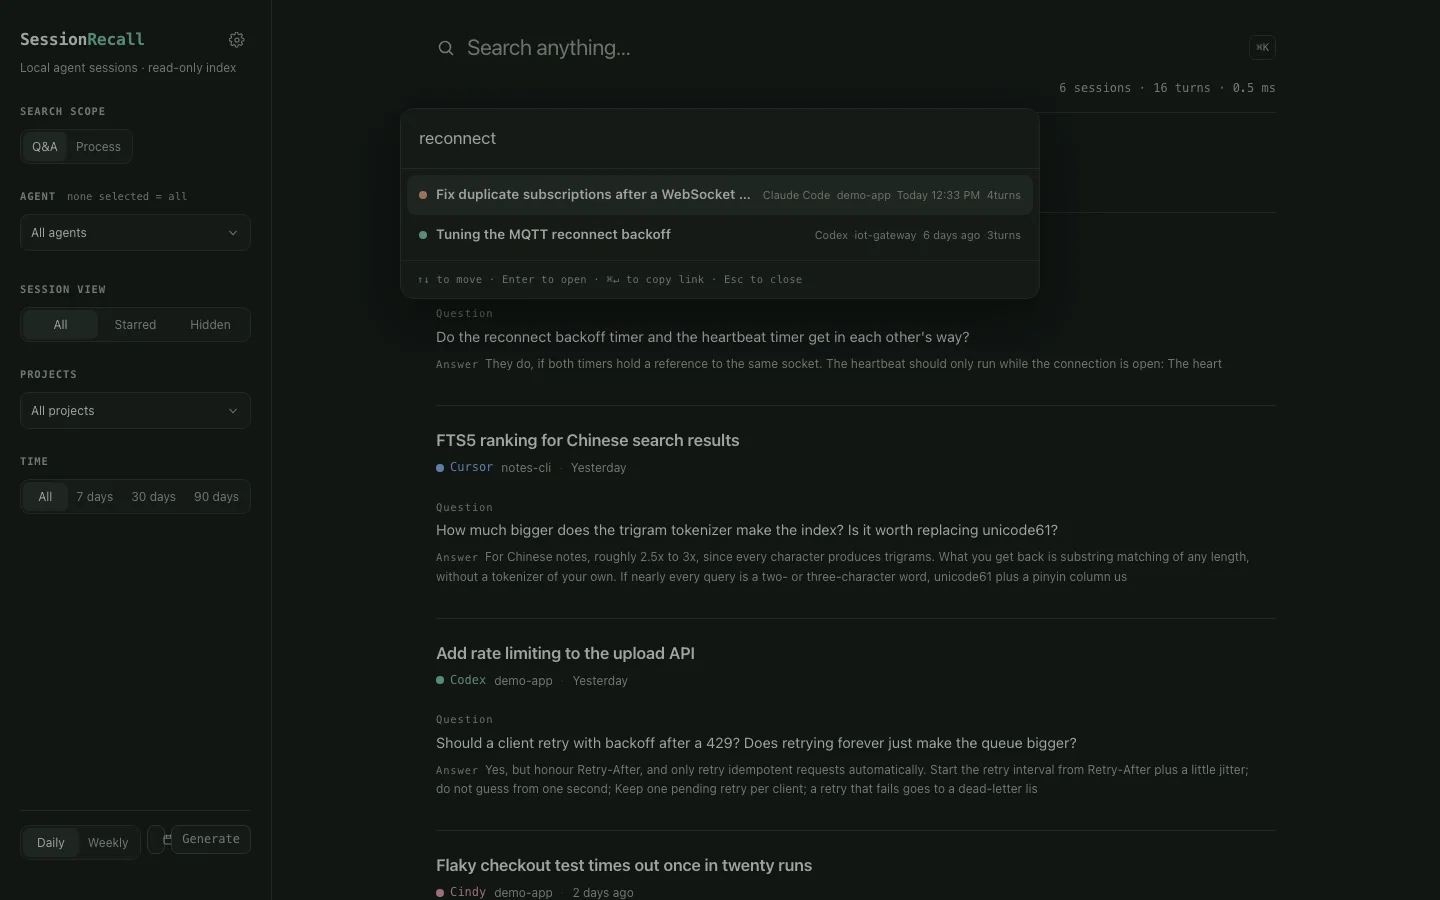 SessionRecall
Local agent sessions · read-only index
SEARCH SCOPE
Q&A Process
AGENT none selected = all
All agents
SESSION VIEW
All Starred Hidden
PROJECTS
All projects
TIME
All 7 days 30 days 90 days
Daily Weekly Generate
Search anything...
⌘K
6 sessions · 16 turns · 0.5 ms
reconnect
Fix duplicate subscriptions after a WebSocket ... Claude Code demo-app Today 12:33 PM 4turns
Tuning the MQTT reconnect backoff Codex iot-gateway 6 days ago 3turns
↑↓ to move · Enter to open · ⌘↵ to copy link · Esc to close
Question
Do the reconnect backoff timer and the heartbeat timer get in each other's way?
Answer They do, if both timers hold a reference to the same socket. The heartbeat should only run while the connection is open: The heart
FTS5 ranking for Chinese search results
Cursor notes-cli · Yesterday
Question
How much bigger does the trigram tokenizer make the index? Is it worth replacing unicode61?
Answer For Chinese notes, roughly 2.5x to 3x, since every character produces trigrams. What you get back is substring matching of any length,
without a tokenizer of your own. If nearly every query is a two- or three-character word, unicode61 plus a pinyin column us
Add rate limiting to the upload API
Codex demo-app · Yesterday
Question
Should a client retry with backoff after a 429? Does retrying forever just make the queue bigger?
Answer Yes, but honour Retry-After, and only retry idempotent requests automatically. Start the retry interval from Retry-After plus a little jitter;
do not guess from one second; Keep one pending retry per client; a retry that fails goes to a dead-letter lis
Flaky checkout test times out once in twenty runs
Cindy demo-app · 2 days ago